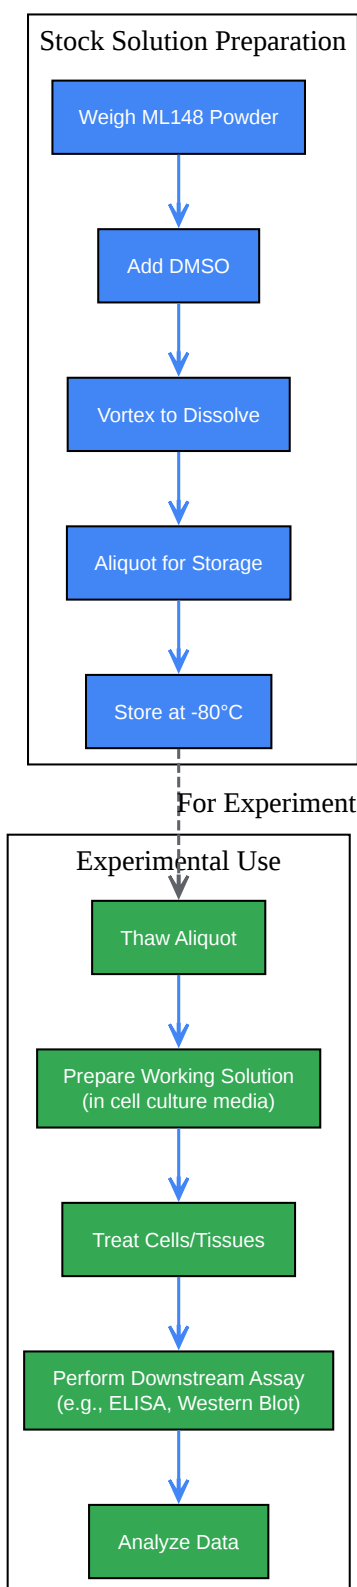 Stock Solution Preparation
Weigh ML148 Powder
Add DMSO
Vortex to Dissolve
Aliquot for Storage
Store at -80°C
For Experiment
Experimental Use
Thaw Aliquot
Prepare Working Solution
(in cell culture media)
Treat Cells/Tissues
Perform Downstream Assay
(e.g., ELISA, Western Blot)
Analyze Data